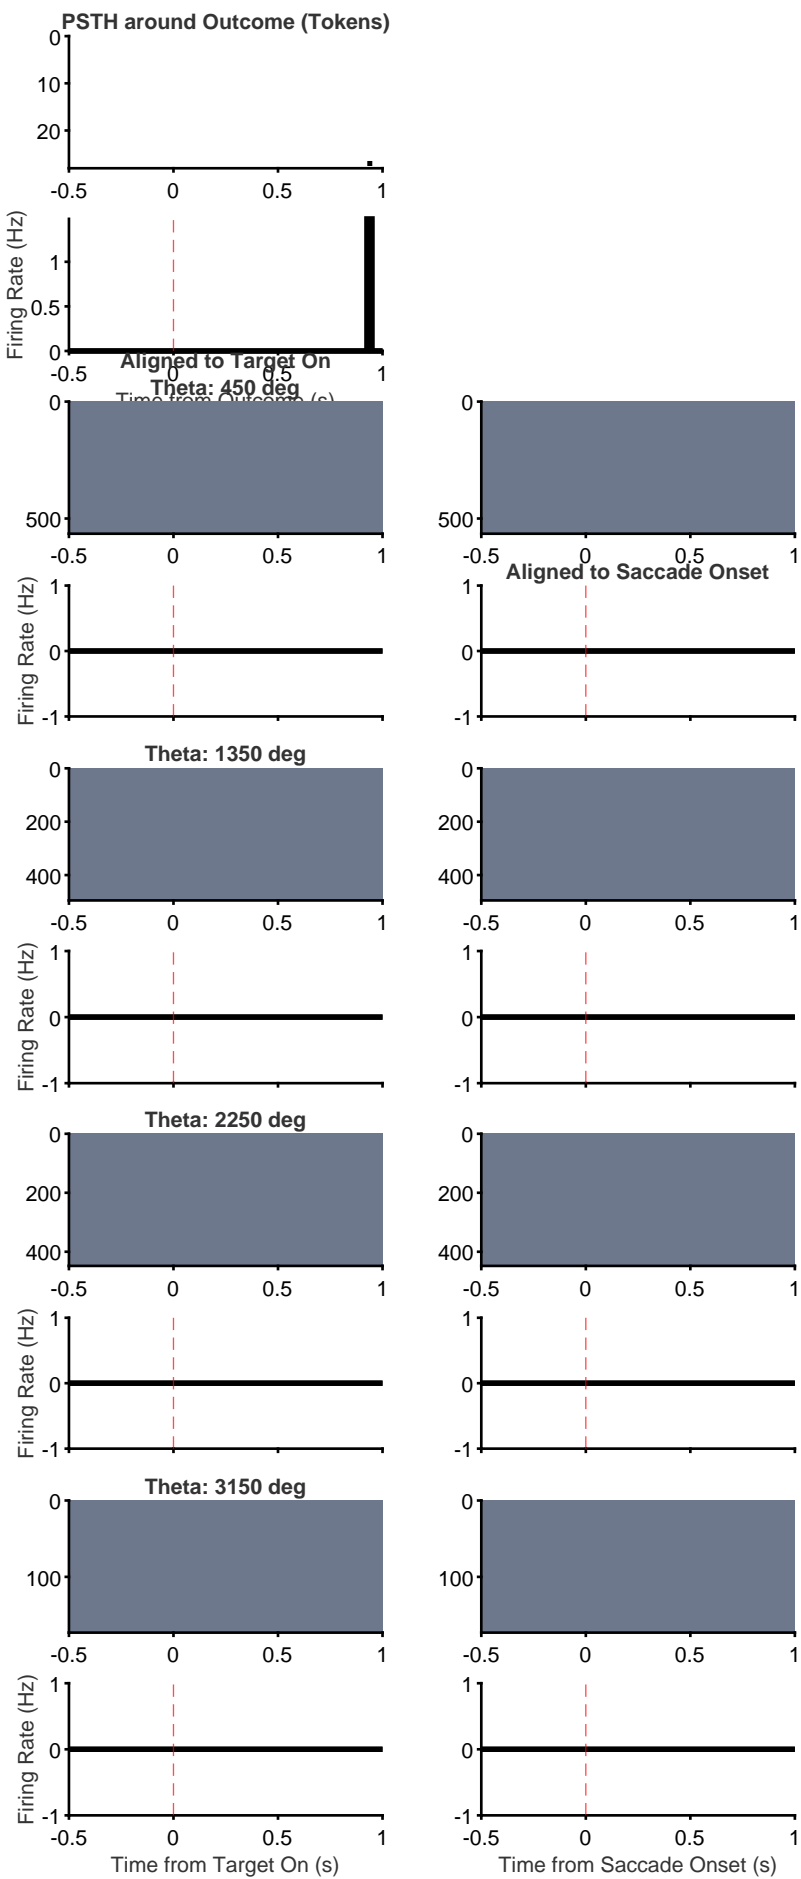 PSTH around Outcome (Tokens)
0
10
20
-0.5 0 0.5 1
Firing Rate (Hz)
1
0.5
0
-0.5 0 0.5 1
Time from Outcome (s)
Aligned to Target On
Theta: 450 deg
0 0
500 500
-0.5 0 0.5 1 -0.5 0 0.5 1
Aligned to Saccade Onset
Firing Rate (Hz)
1 1
0 0
-1 -1
Theta: 1350 deg
0 0
200 200
400 400
-0.5 0 0.5 1 -0.5 0 0.5 1
Firing Rate (Hz)
1 1
0 0
-1 -1
Theta: 2250 deg
0 0
200 200
400 400
-0.5 0 0.5 1 -0.5 0 0.5 1
Firing Rate (Hz)
1 1
0 0
-1 -1
Theta: 3150 deg
0 0
100 100
-0.5 0 0.5 1 -0.5 0 0.5 1
Firing Rate (Hz)
1 1
0 0
-1 -1
-0.5 0 0.5 1 -0.5 0 0.5 1
Time from Target On (s) Time from Saccade Onset (s)